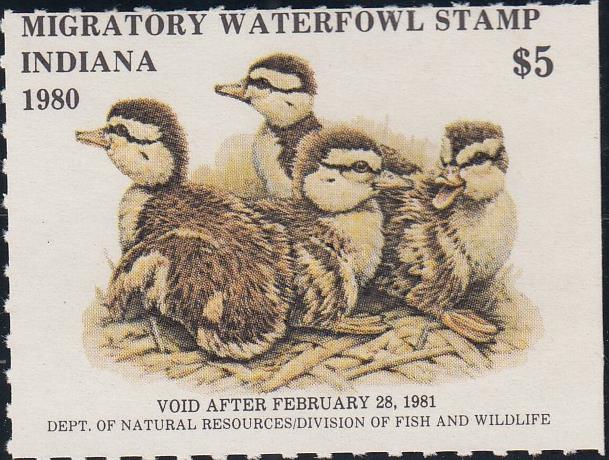 MIGRATORY WATERFOWL STAMP
INDIANA $5
1980
VOID AFTER FEBRUARY 28, 1981
DEPT. OF NATURAL RESOURCES/DIVISION OF FISH AND WILDLIFE